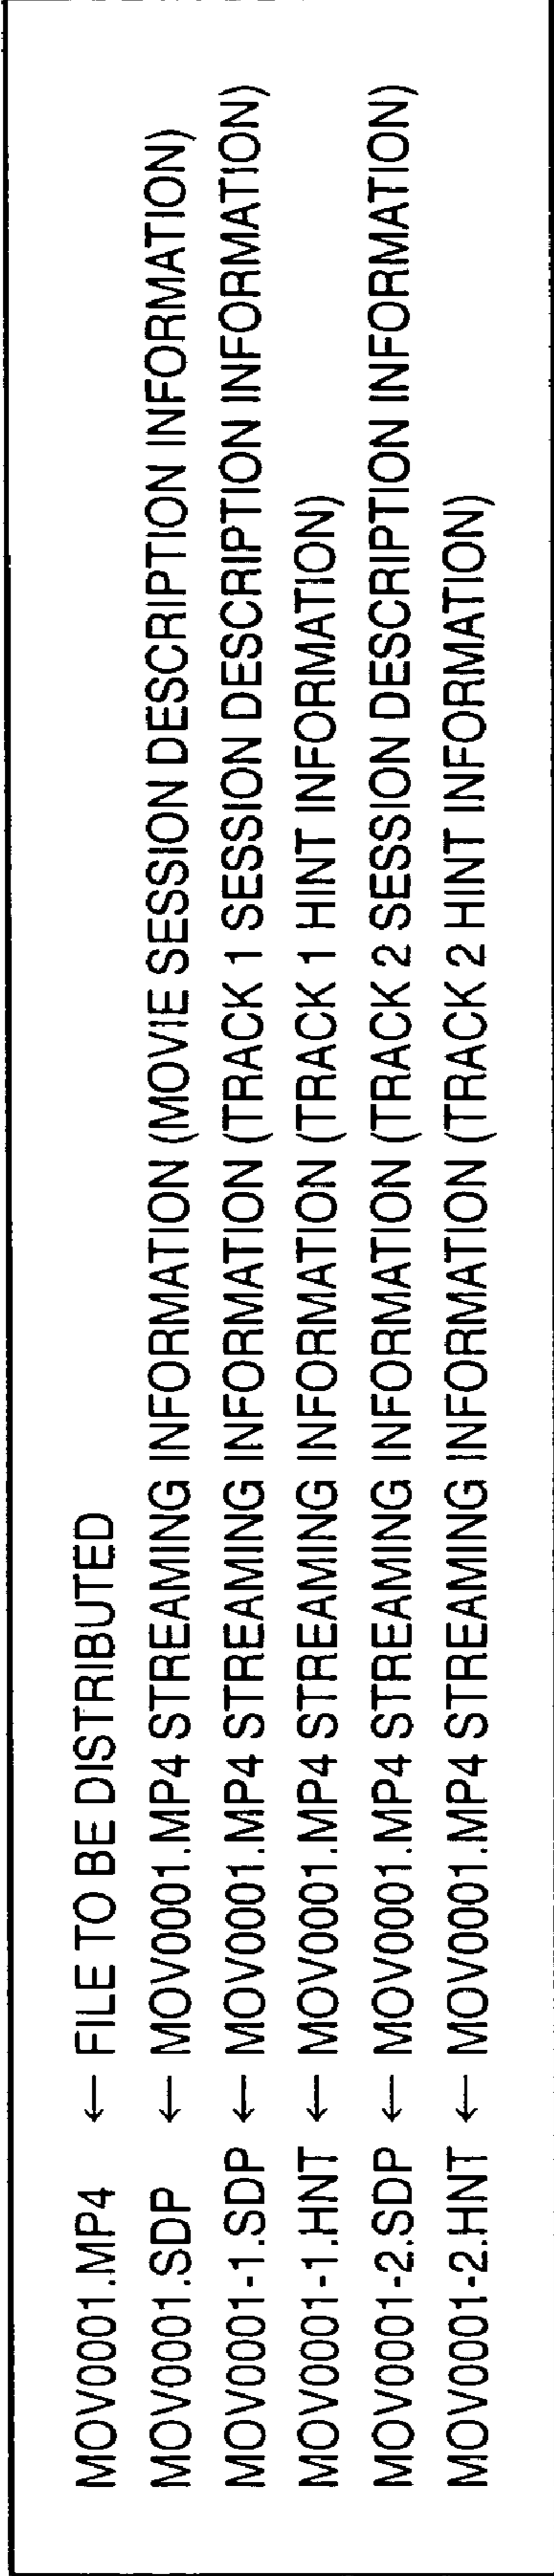 MOV0001.MP4 ← FILE TO BE DISTRIBUTED
MOV0001.SDP ← MOV0001.MP4 STREAMING INFORMATION (MOVIE SESSION DESCRIPTION INFORMATION)
MOV0001-1.SDP ← MOV0001.MP4 STREAMING INFORMATION (TRACK 1 SESSION DESCRIPTION INFORMATION)
MOV0001-1.HNT ← MOV0001.MP4 STREAMING INFORMATION (TRACK 1 HINT INFORMATION)
MOV0001-2.SDP ← MOV0001.MP4 STREAMING INFORMATION (TRACK 2 SESSION DESCRIPTION INFORMATION)
MOV0001-2.HNT ← MOV0001.MP4 STREAMING INFORMATION (TRACK 2 HINT INFORMATION)